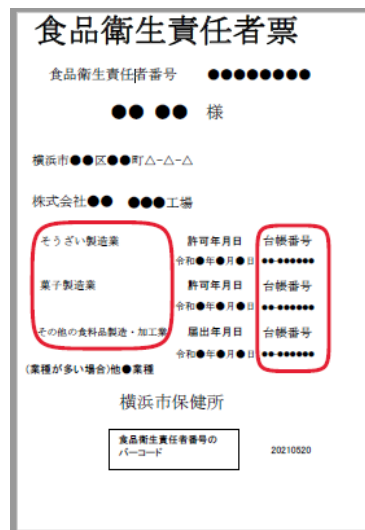 食品衛生責任者票
食品衛生責任者番号 ●●●●●●●●
●● ●● 様
横浜市●●区●●町△-△-△
株式会社●● ●●●工場
そうざい製造業 許可年月日 台帳番号
令和●年●月●日 ●●-●●●●●●
菓子製造業 許可年月日 台帳番号
令和●年●月●日 ●●-●●●●●●
その他の食料品製造・加工業 届出年月日 台帳番号
令和●年●月●日 ●●-●●●●●●
(業種が多い場合)他●業種
横浜市保健所
食品衛生責任者番号の
バーコード
20210520